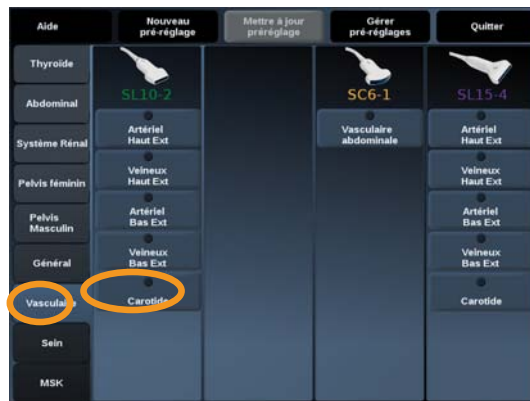 Aide
Nouveau
pré-réglage
Mettre à jour
préréglage
Gérer
pré-réglages
Quitter
Thyroïde
Abdominal
Système Rénal
Pelvis féminin
Pelvis
Masculin
Général
Vasculaire
Sein
MSK
SL10-2
Artériel
Haut Ext
Veineux
Haut Ext
Artériel
Bas Ext
Veineux
Bas Ext
Carotide
SC6-1
Vasculaire
abdominale
SL15-4
Artériel
Haut Ext
Veineux
Haut Ext
Artériel
Bas Ext
Veineux
Bas Ext
Carotide